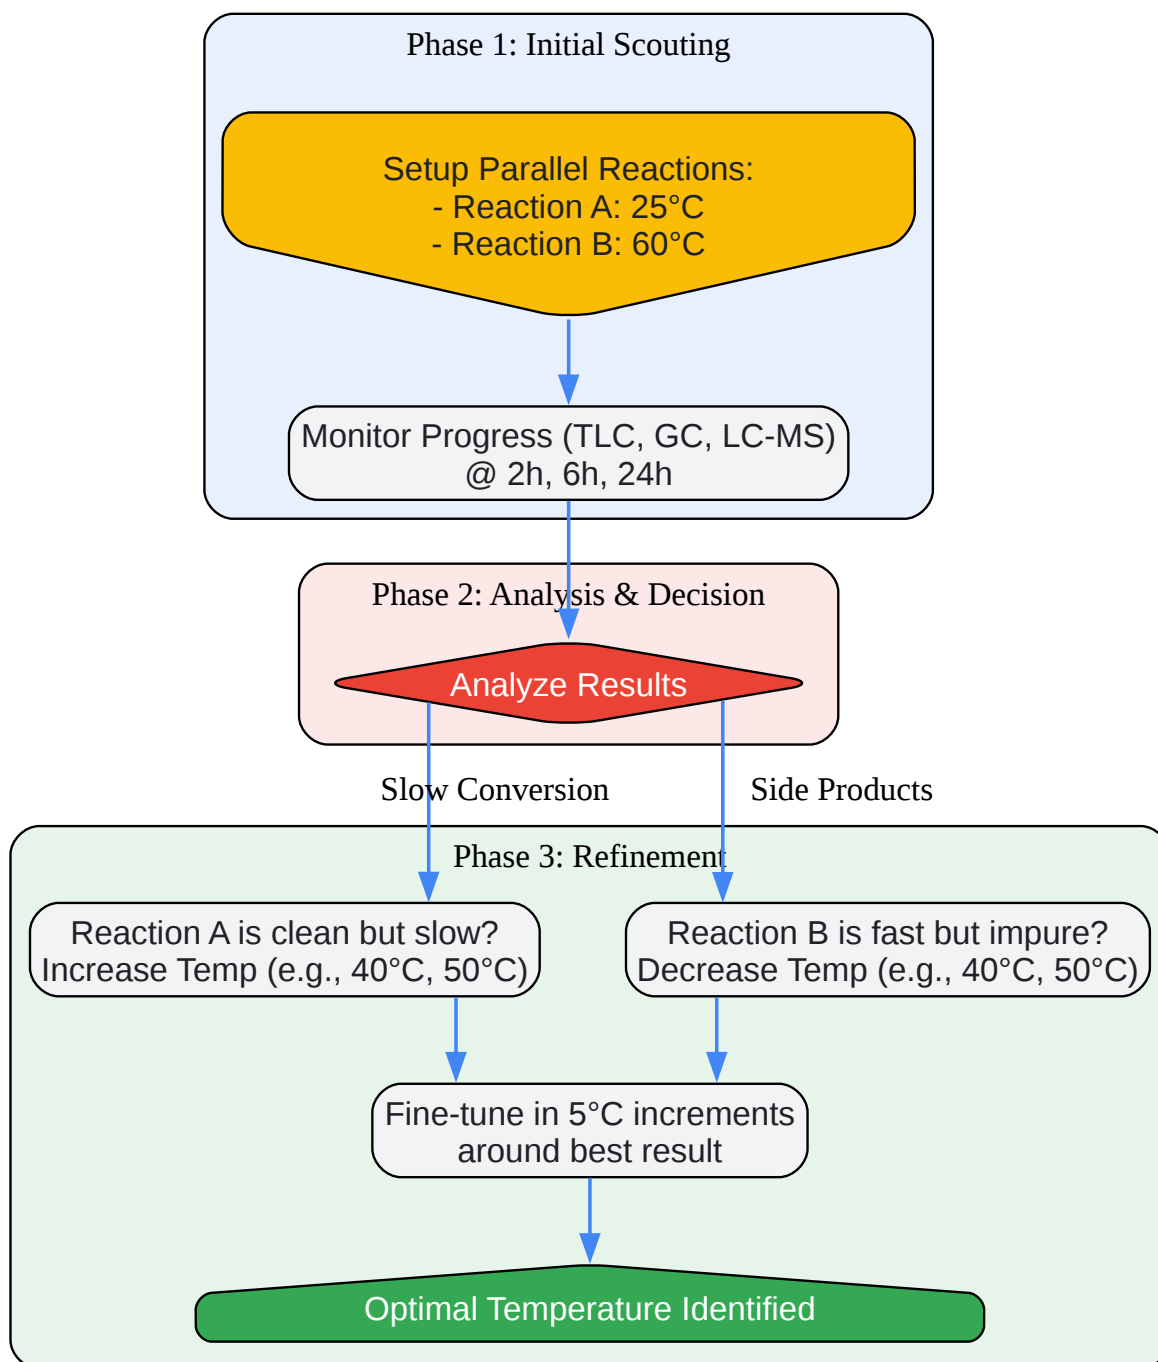 Phase 1: Initial Scouting
Setup Parallel Reactions:
- Reaction A: 25°C
- Reaction B: 60°C
Monitor Progress (TLC, GC, LC-MS)
@ 2h, 6h, 24h
Phase 2: Analysis & Decision
Analyze Results
Slow Conversion
Side Products
Phase 3: Refinement
Reaction A is clean but slow?
Increase Temp (e.g., 40°C, 50°C)
Reaction B is fast but impure?
Decrease Temp (e.g., 40°C, 50°C)
Fine-tune in 5°C increments
around best result
Optimal Temperature Identified